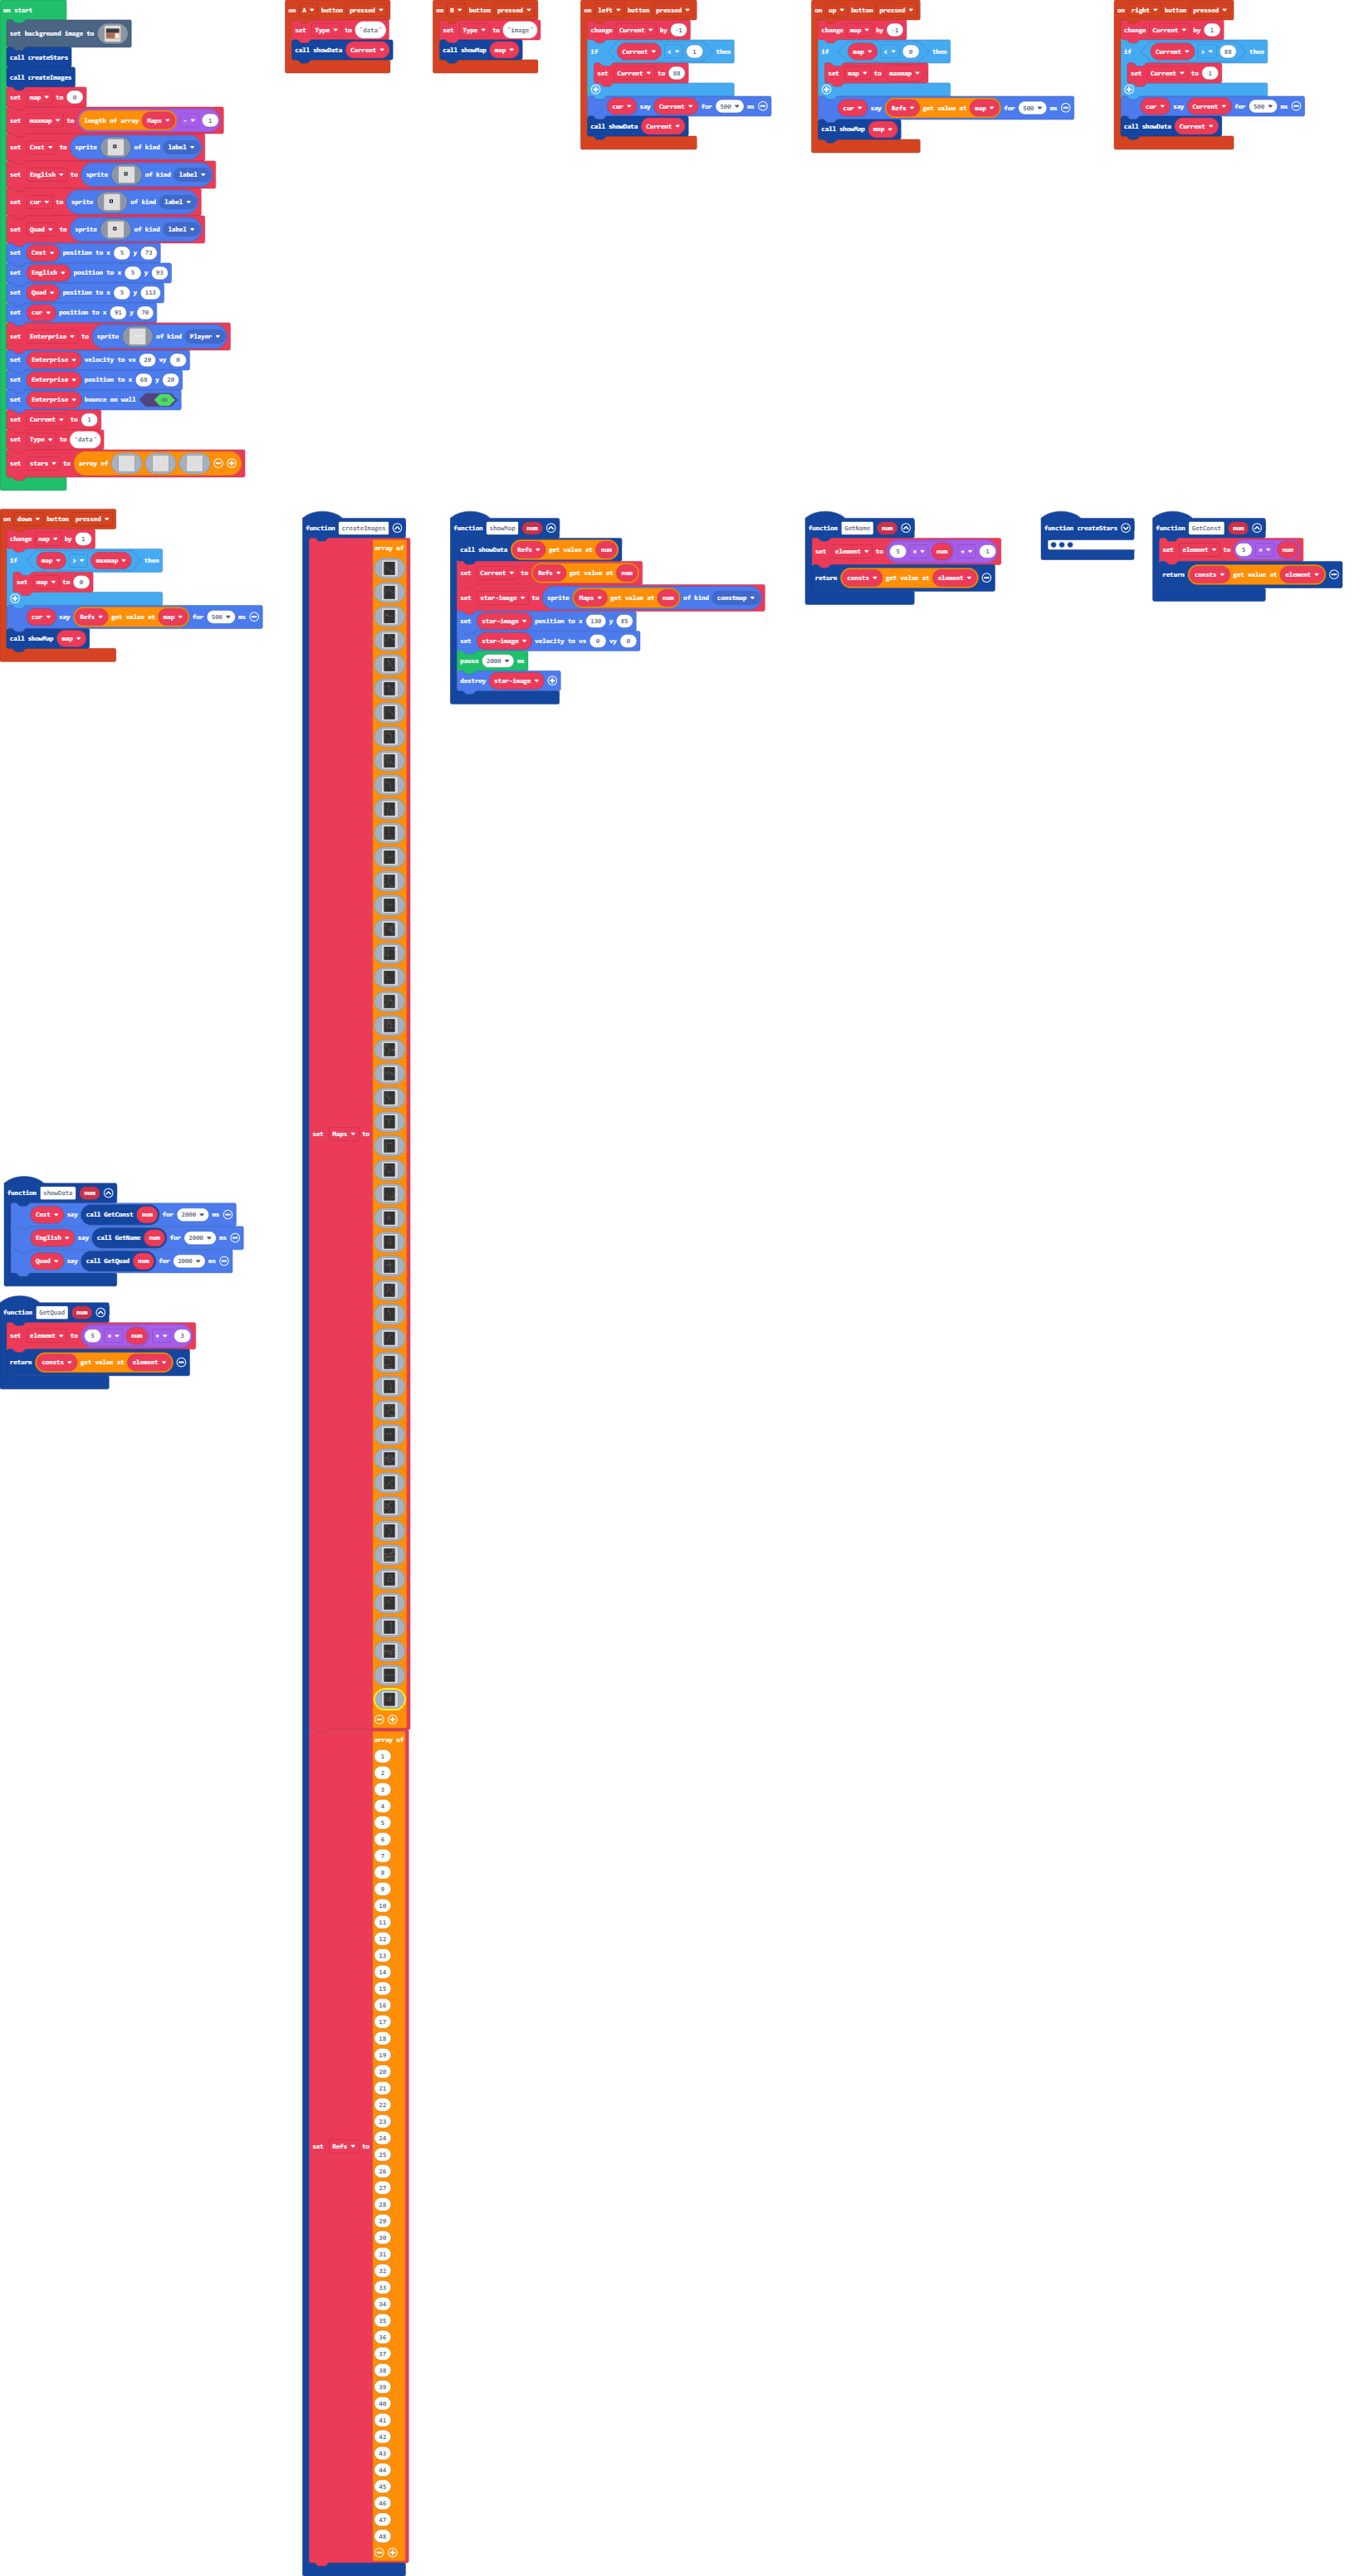 on start
set background image to
call createStars
call createImages
set map to 0
set maxmap to length of array Maps - 1
set Cnst to sprite of kind label
set English to sprite of kind label
set cur to sprite of kind label
set Quad to sprite of kind label
set Cnst position to x 5 y 73
set English position to x 5 y 93
set Quad position to x 5 y 113
set cur position to x 91 y 70
set Enterprise to sprite of kind Player
set Enterprise velocity to vx 20 vy 0
set Enterprise position to x 68 y 20
set Enterprise bounce on wall
set Current to 1
set Type to "data"
set stars to array of
on A button pressed
set Type to "data"
call showData Current
on B button pressed
set Type to "image"
call showMap map
on left button pressed
change Current by -1
if Current < 1 then
set Current to 88
cur say Current for 500 ms
call showData Current
on up button pressed
change map by -1
if map < 0 then
set map to maxmap
cur say Refs get value at map for 500 ms
call showMap map
on right button pressed
change Current by 1
if Current > 88 then
set Current to 1
cur say Current for 500 ms
call showData Current
on down button pressed
change map by 1
if map > maxmap then
set map to 0
cur say Refs get value at map for 500 ms
call showMap map
function createImages
array of
set Maps to
array of
1
2
3
4
5
6
7
8
9
10
11
12
13
14
15
16
17
18
19
20
21
22
23
24
set Refs to
25
26
27
28
29
30
31
32
33
34
35
36
37
38
39
40
41
42
43
44
45
46
47
48
function showMap num
call showData Refs get value at num
set Current to Refs get value at num
set star-image to sprite Maps get value at num of kind constmap
set star-image position to x 130 y 85
set star-image velocity to vx 0 vy 0
pause 2000 ms
destroy star-image
function GetName num
set element to 5 × num + 1
return consts get value at element
function createStars
function GetConst num
set element to 5 × num
return consts get value at element
function showData num
Cnst say call GetConst num for 2000 ms
English say call GetName num for 2000 ms
Quad say call GetQuad num for 2000 ms
function GetQuad num
set element to 5 × num + 3
return consts get value at element